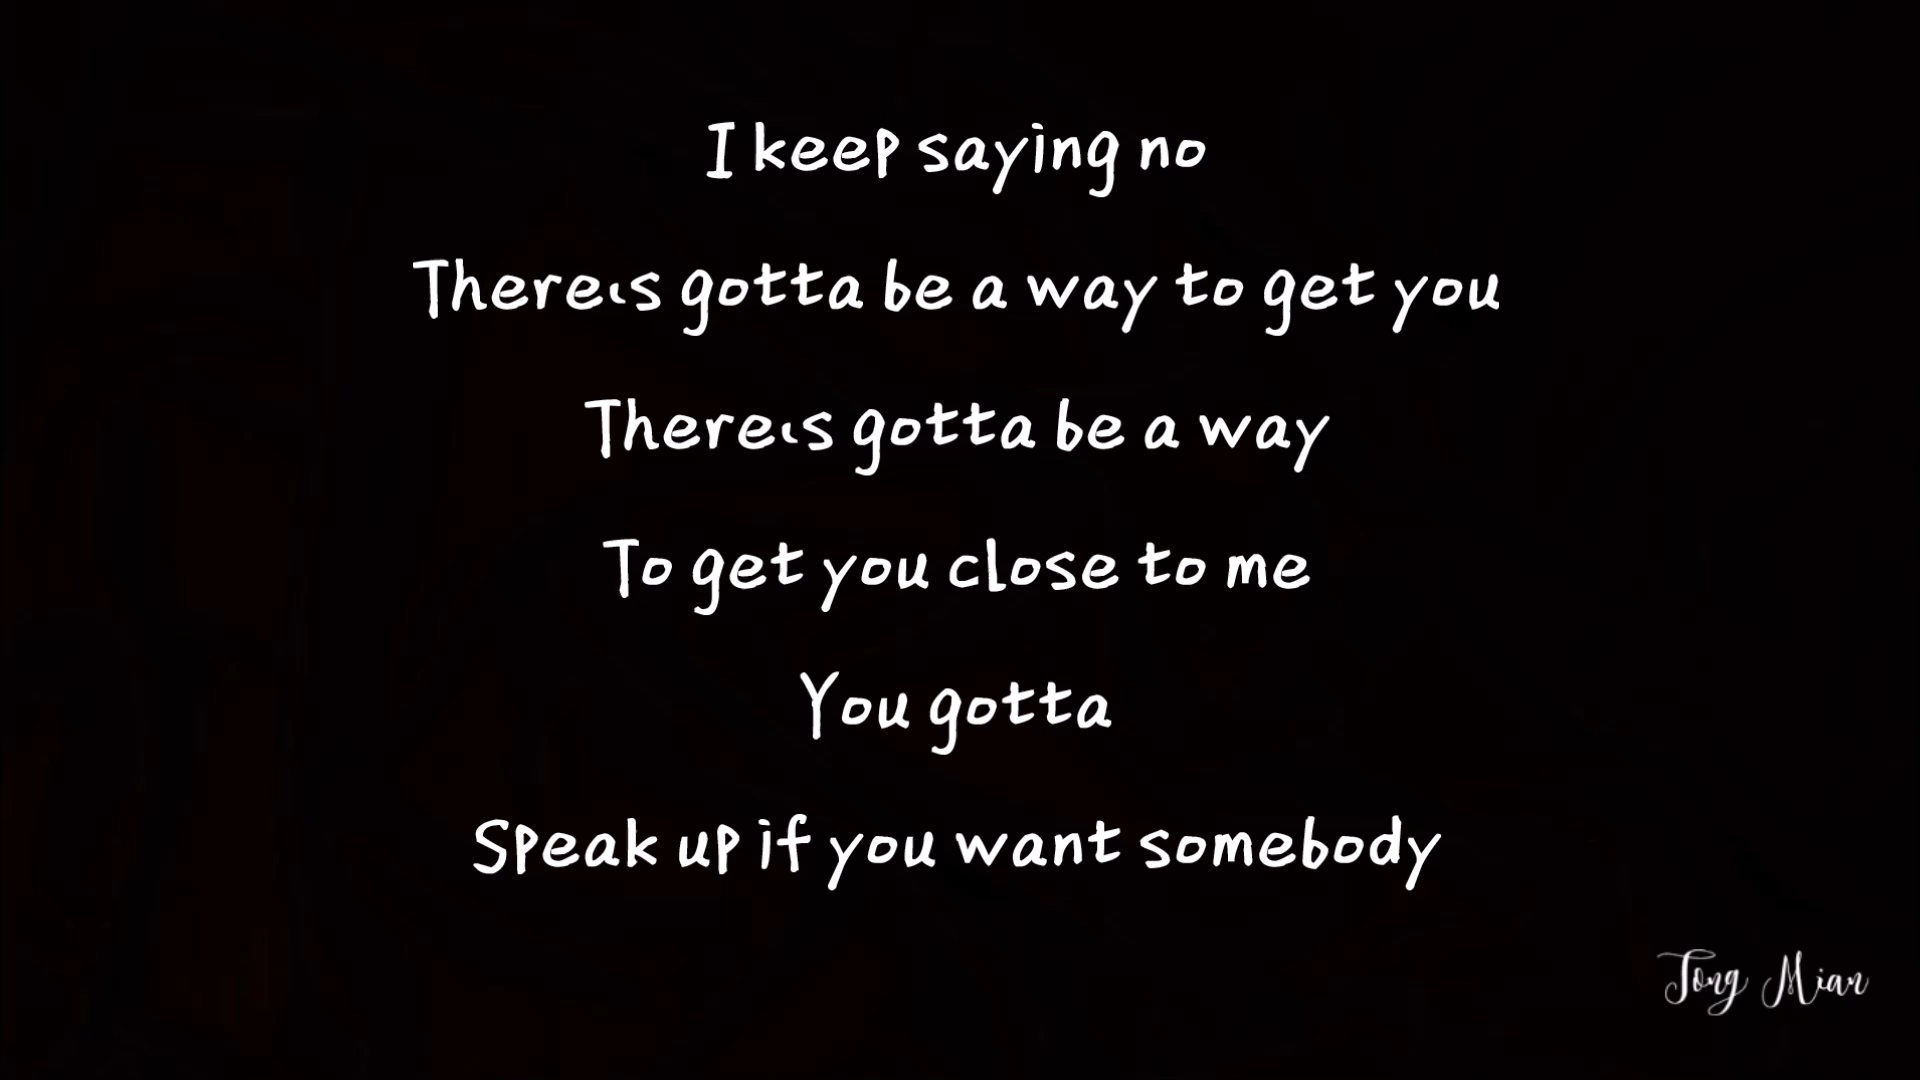 I keep saying no
There's gotta be a way to get you
There's gotta be a way
To get you close to me
You gotta
Speak up if you want somebody
Tong Mian